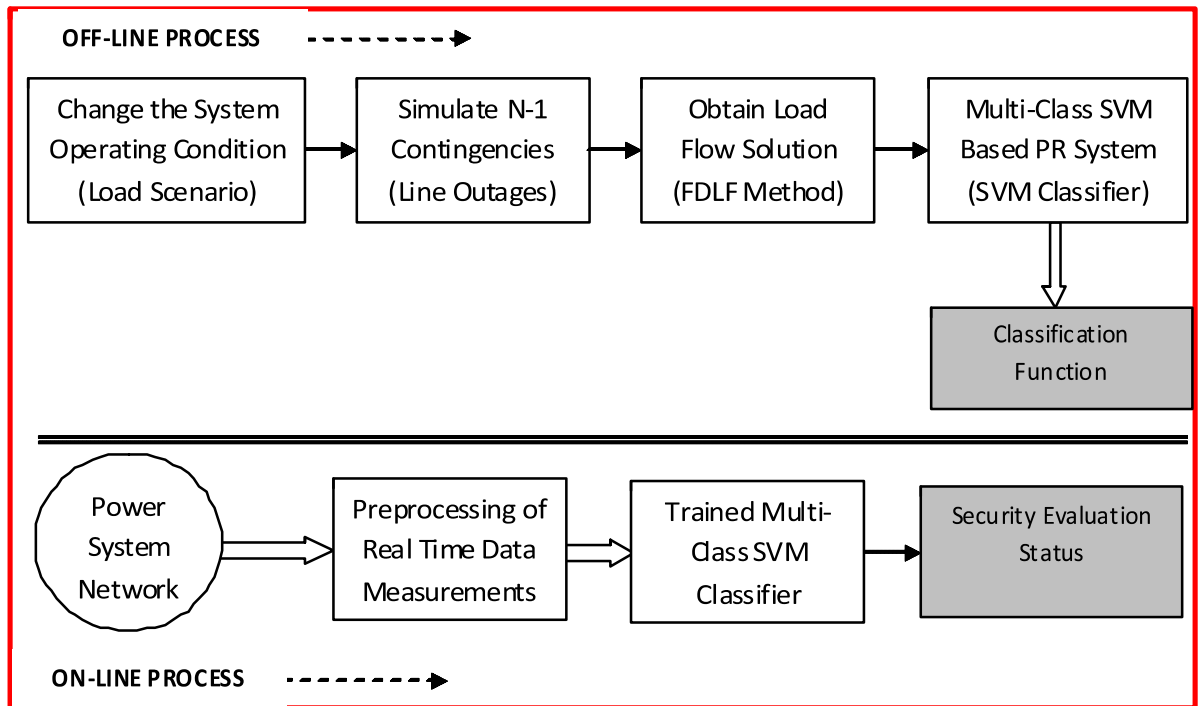 OFF-LINE PROCESS
Change the System
Operating Condition
(Load Scenario)
Simulate N-1
Contingencies
(Line Outages)
Obtain Load
Flow Solution
(FDLF Method)
Multi-Class SVM
Based PR System
(SVM Classifier)
Classification
Function
Power
System
Network
Preprocessing of
Real Time Data
Measurements
Trained Multi-
Class SVM
Classifier
Security Evaluation
Status
ON-LINE PROCESS